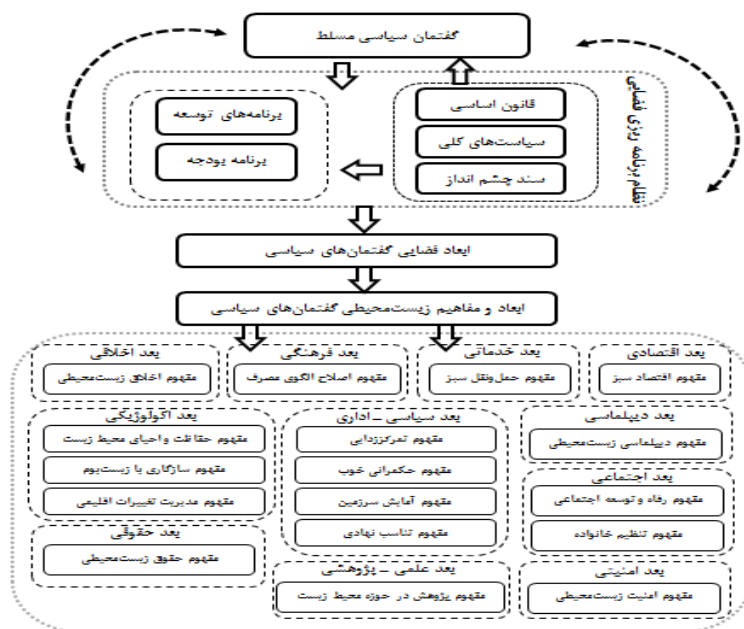 گفتمان سیاسی مسلط
نظام برنامه ریزی فضایی
قانون اساسی
سیاست‌های کلی
سند چشم انداز
برنامه‌های توسعه
برنامه بودجه
ابعاد فضایی گفتمان‌های سیاسی
ابعاد و مفاهیم زیست‌محیطی گفتمان‌های سیاسی
بعد اقتصادی
مفهوم اقتصاد سبز
بعد خدماتی
مفهوم حمل‌ونقل سبز
بعد فرهنگی
مفهوم اصلاح الگوی مصرف
بعد اخلاقی
مفهوم اخلاق زیست‌محیطی
بعد دیپلماسی
مفهوم دیپلماسی زیست‌محیطی
بعد اجتماعی
مفهوم رفاه و توسعه اجتماعی
مفهوم تنظیم خانواده
بعد امنیتی
مفهوم امنیت زیست‌محیطی
بعد سیاسی – اداری
مفهوم تمرکززدایی
مفهوم حکمرانی خوب
مفهوم آمایش سرزمین
مفهوم تناسب نهادی
بعد علمی – پژوهشی
مفهوم پژوهش در حوزه محیط زیست
بعد اکولوژیکی
مفهوم حفاظت و احیای محیط زیست
مفهوم سازگاری با زیست‌بوم
مفهوم مدیریت تغییرات اقلیمی
بعد حقوقی
مفهوم حقوق زیست‌محیطی